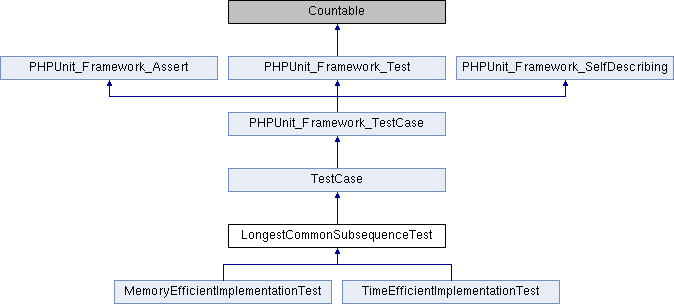 Countable
PHPUnit_Framework_Assert
PHPUnit_Framework_Test
PHPUnit_Framework_SelfDescribing
PHPUnit_Framework_TestCase
TestCase
LongestCommonSubsequenceTest
MemoryEfficientImplementationTest
TimeEfficientImplementationTest